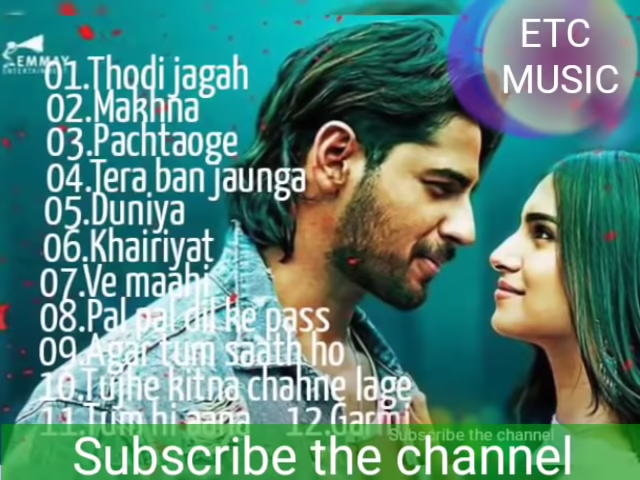 ETC
MUSIC
EMMAY
ENTERTAINMENT
01.Thodi jagah
02.Makhna
03.Pachtaoge
04.Tera ban jaunga
05.Duniya
06.Khairiyat
07.Ve maahi
08.Pal pal dil ke pass
09.Agar tum saath ho
10.Tujhe kitna chahne lage
11.Tum hi aana 12.Garmi
Subscribe the channel
Subscribe the channel